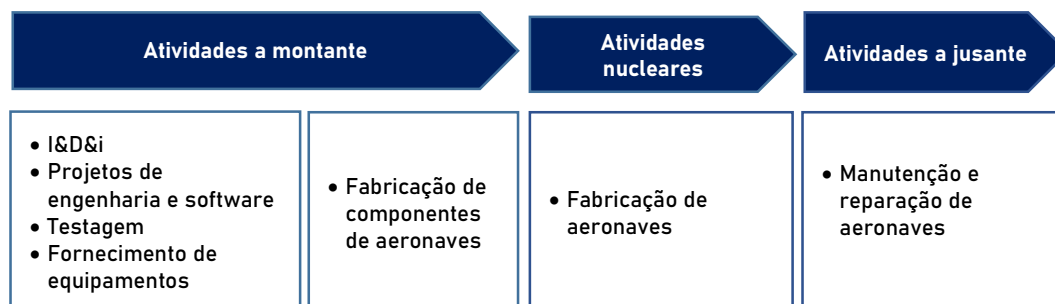 Atividades a montante
Atividades
nucleares
Atividades a jusante
• I&D&i
• Projetos de
engenharia e software
• Testagem
• Fornecimento de
equipamentos
• Fabricação de
componentes
de aeronaves
• Fabricação de
aeronaves
• Manutenção e
reparação de
aeronaves